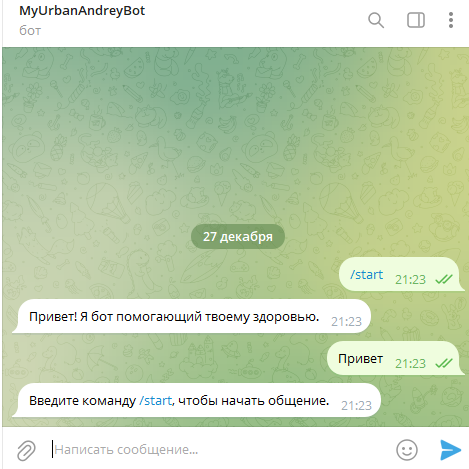 MyUrbanAndreyBot
бот
27 декабря
/start 21:23
Привет! Я бот помогающий твоему здоровью. 21:23
Привет 21:23
Введите команду /start, чтобы начать общение. 21:23
Написать сообщение...